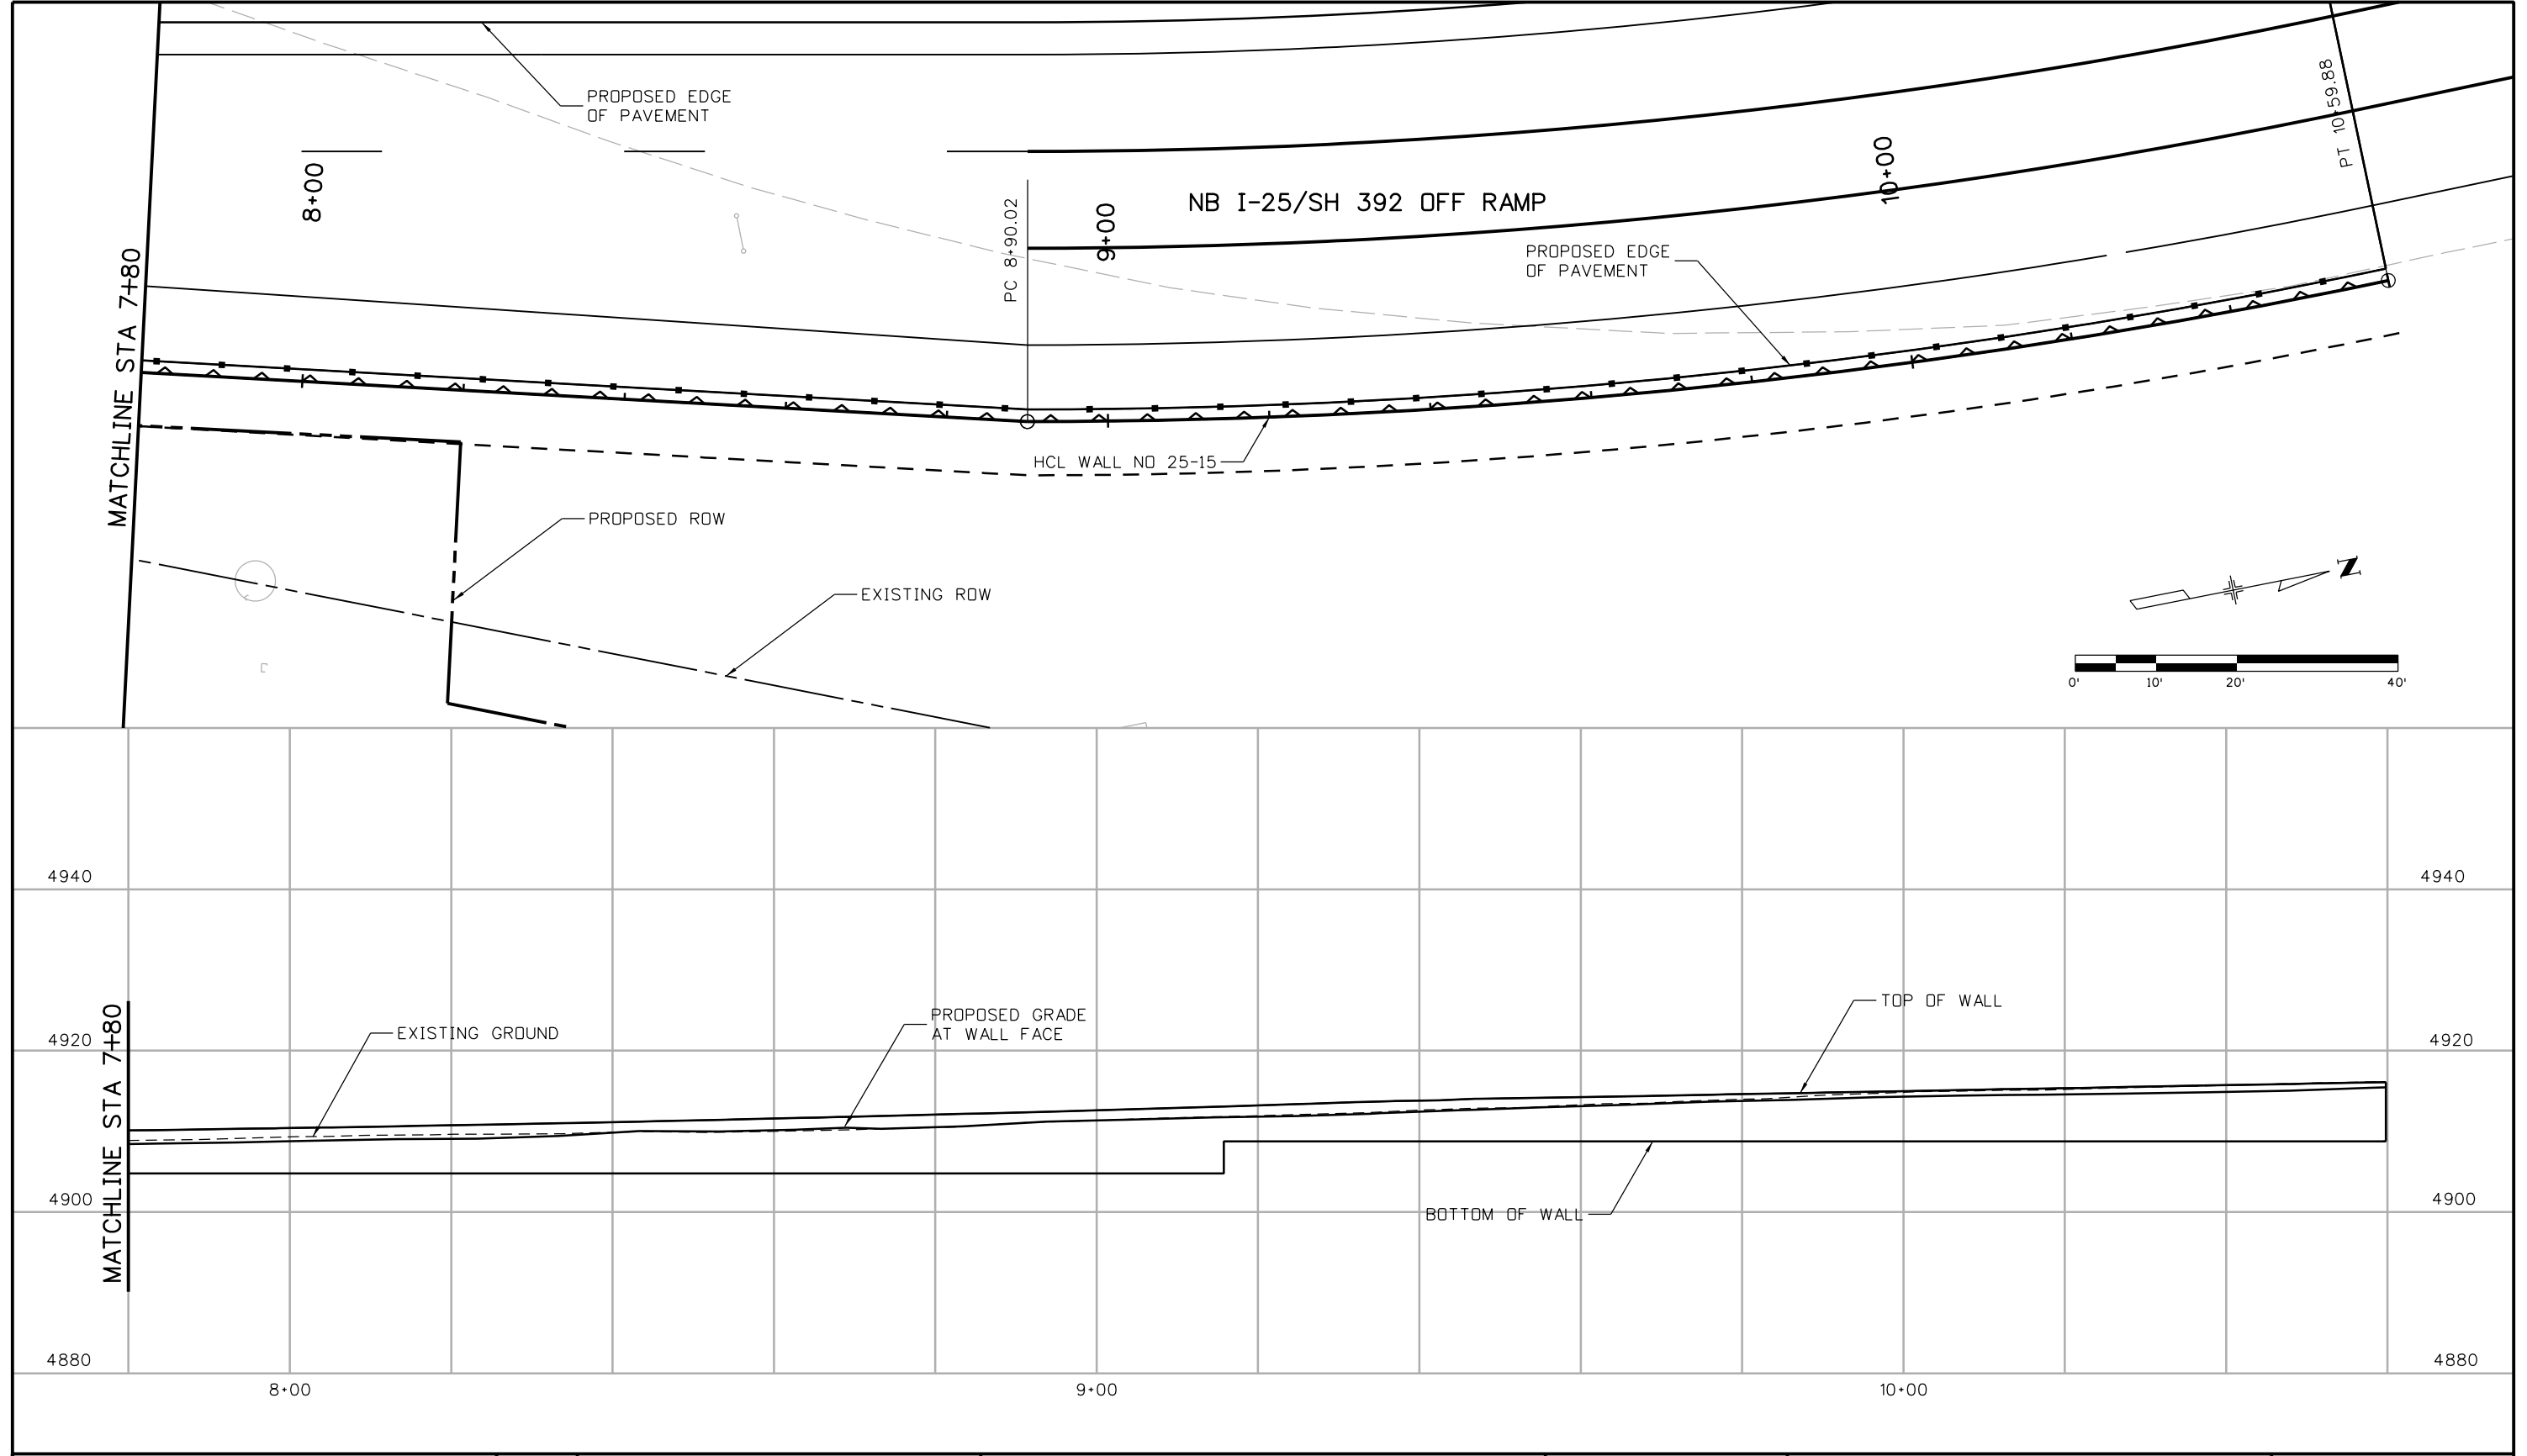 PROPOSED EDGE
OF PAVEMENT
PT 10+59.88
8+00
PC 8+90.02
9+00
NB I-25/SH 392 OFF RAMP
10+00
PROPOSED EDGE
OF PAVEMENT
MATCHLINE STA 7+80
HCL WALL NO 25-15
PROPOSED ROW
EXISTING ROW
N
0' 10' 20' 40'
4940 4940
TOP OF WALL
PROPOSED GRADE
AT WALL FACE
EXISTING GROUND
4920 4920
MATCHLINE STA 7+80
4900 4900
BOTTOM OF WALL
4880 4880
8+00 9+00 10+00